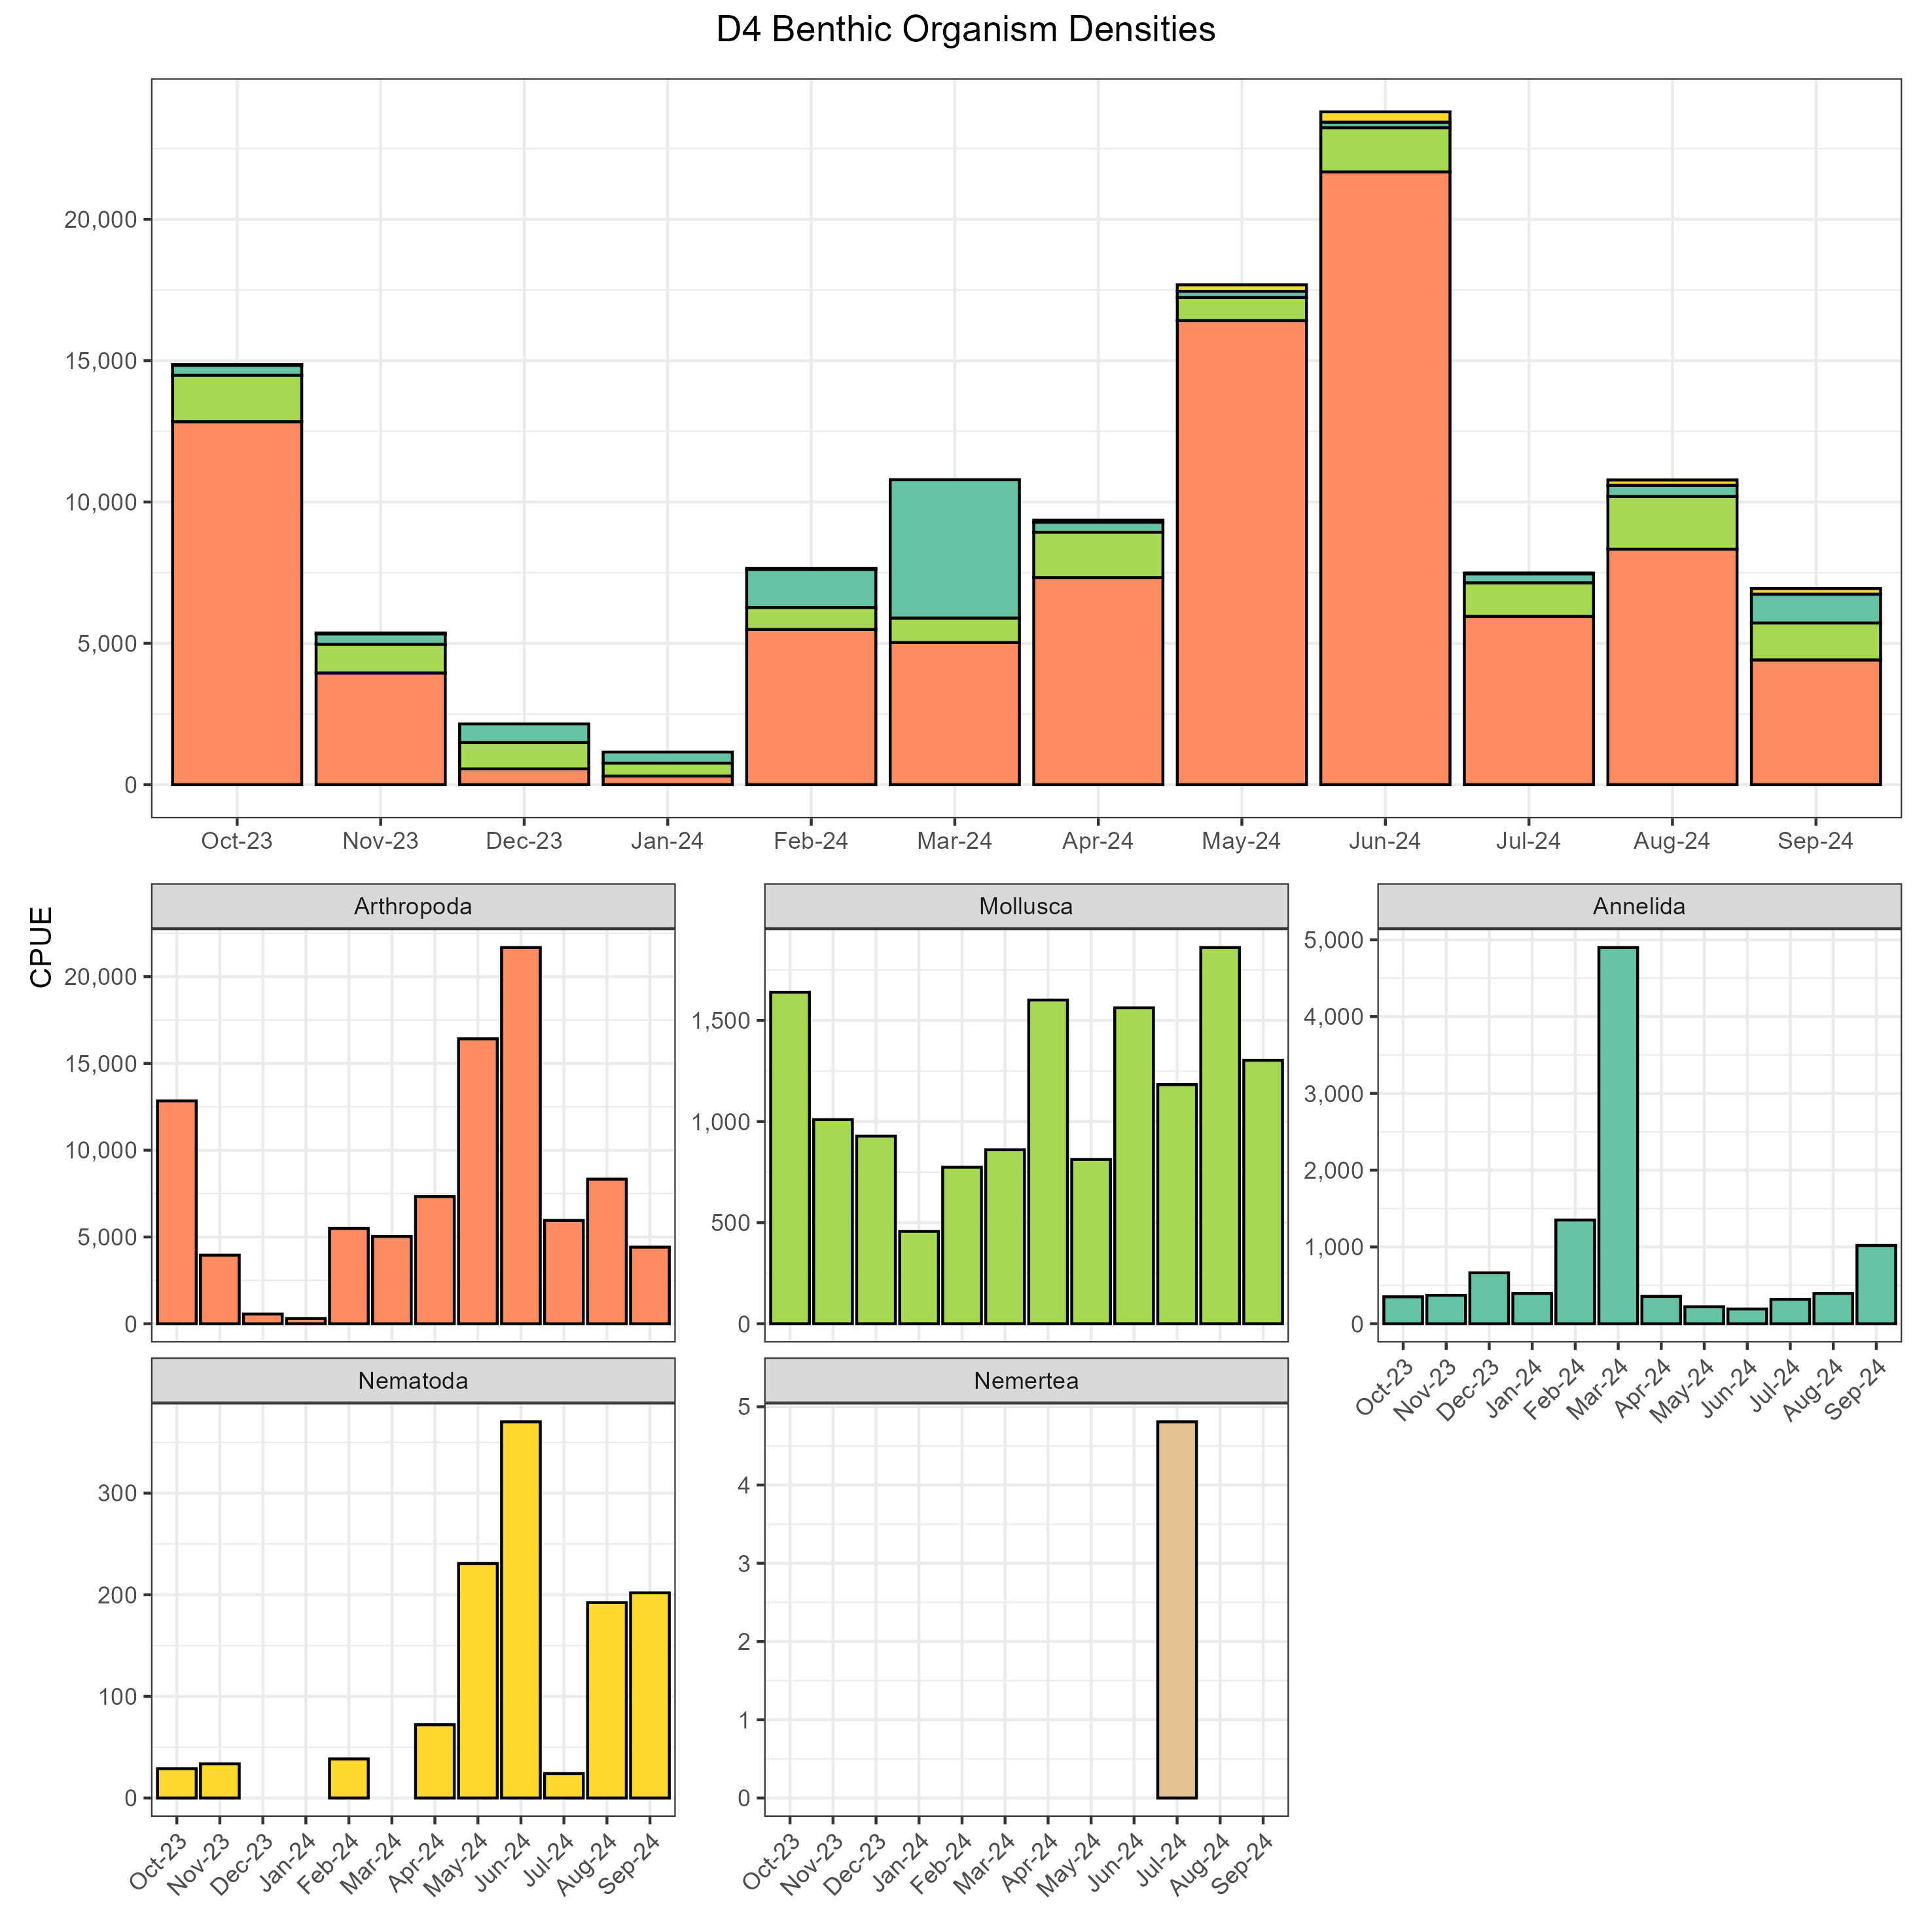 D4 Benthic Organism Densities
20,000
15,000
10,000
5,000
0
Oct-23 Nov-23 Dec-23 Jan-24 Feb-24 Mar-24 Apr-24 May-24 Jun-24 Jul-24 Aug-24 Sep-24
CPUE
Arthropoda
20,000
15,000
10,000
5,000
0
Mollusca
1,500
1,000
500
0
Annelida
5,000
4,000
3,000
2,000
1,000
0
Oct-23 Nov-23 Dec-23 Jan-24 Feb-24 Mar-24 Apr-24 May-24 Jun-24 Jul-24 Aug-24 Sep-24
Nematoda
300
200
100
0
Oct-23 Nov-23 Dec-23 Jan-24 Feb-24 Mar-24 Apr-24 May-24 Jun-24 Jul-24 Aug-24 Sep-24
Nemertea
5
4
3
2
1
0
Oct-23 Nov-23 Dec-23 Jan-24 Feb-24 Mar-24 Apr-24 May-24 Jun-24 Jul-24 Aug-24 Sep-24